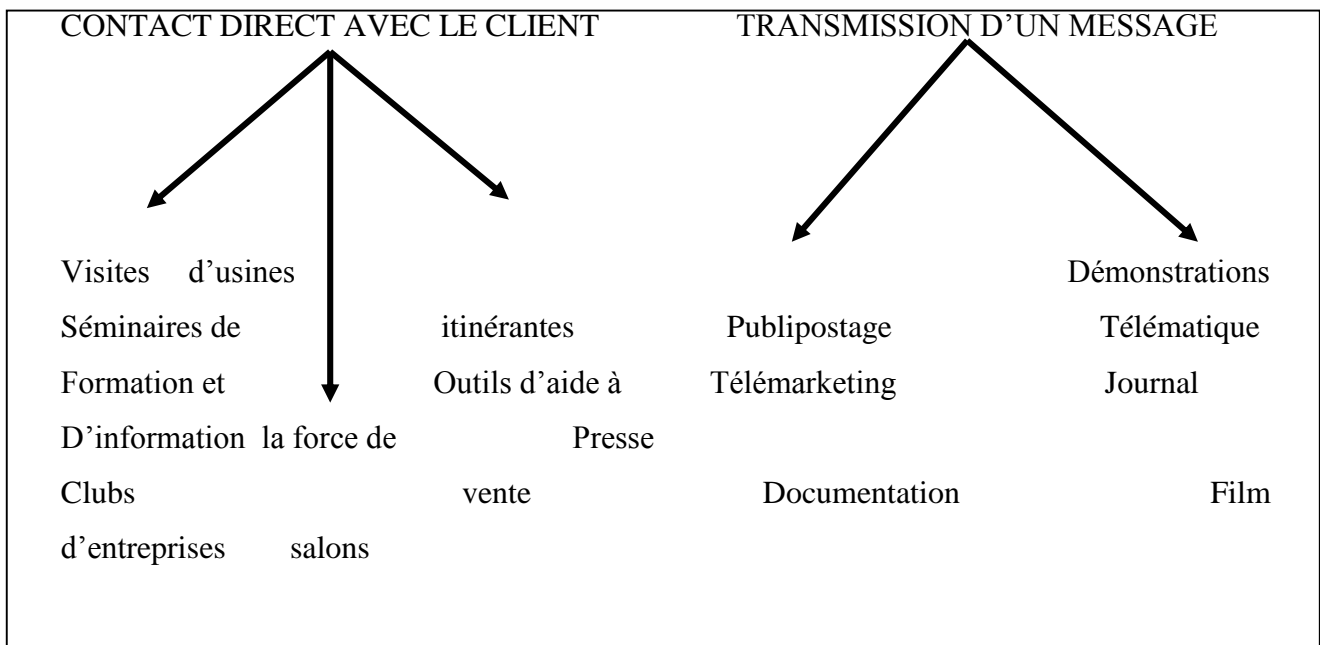 CONTACT DIRECT AVEC LE CLIENT TRANSMISSION D’UN MESSAGE
Visites d’usines Démonstrations
Séminaires de itinérantes Publipostage Télématique
Formation et Outils d’aide à Télémarketing Journal
D’information la force de Presse
Clubs vente Documentation Film
d’entreprises salons